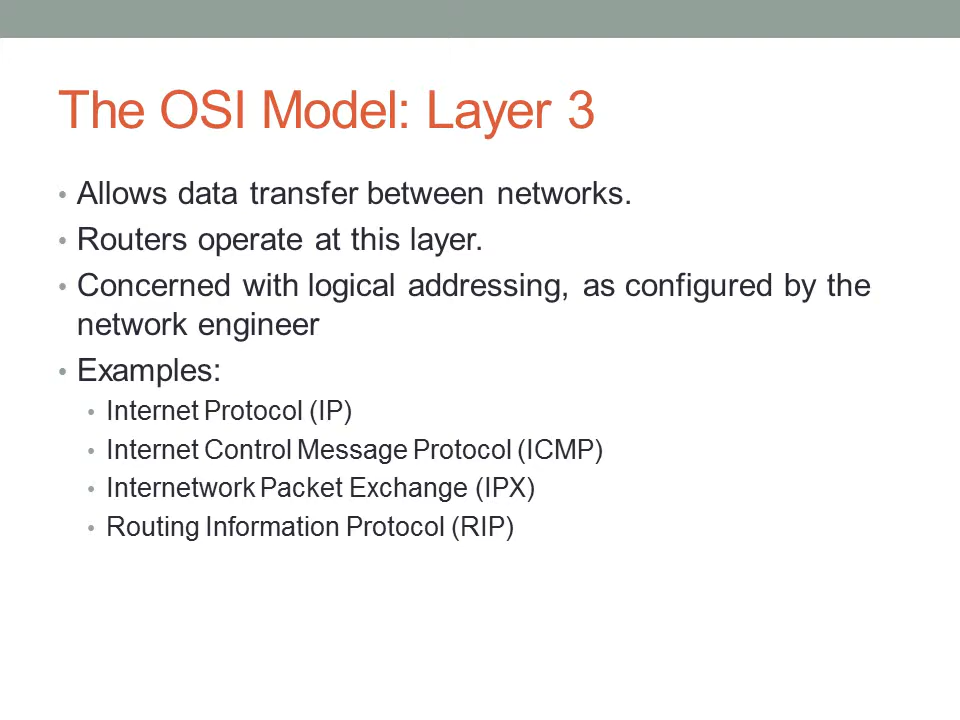 The OSI Model: Layer 3
• Allows data transfer between networks.
• Routers operate at this layer.
• Concerned with logical addressing, as configured by the
network engineer
• Examples:
• Internet Protocol (IP)
• Internet Control Message Protocol (ICMP)
• Internetwork Packet Exchange (IPX)
• Routing Information Protocol (RIP)